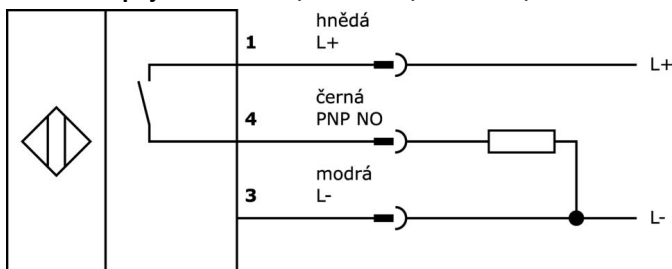 hnědá
1 L+
L+
černá
4 PNP NO
modrá
3 L-
L-